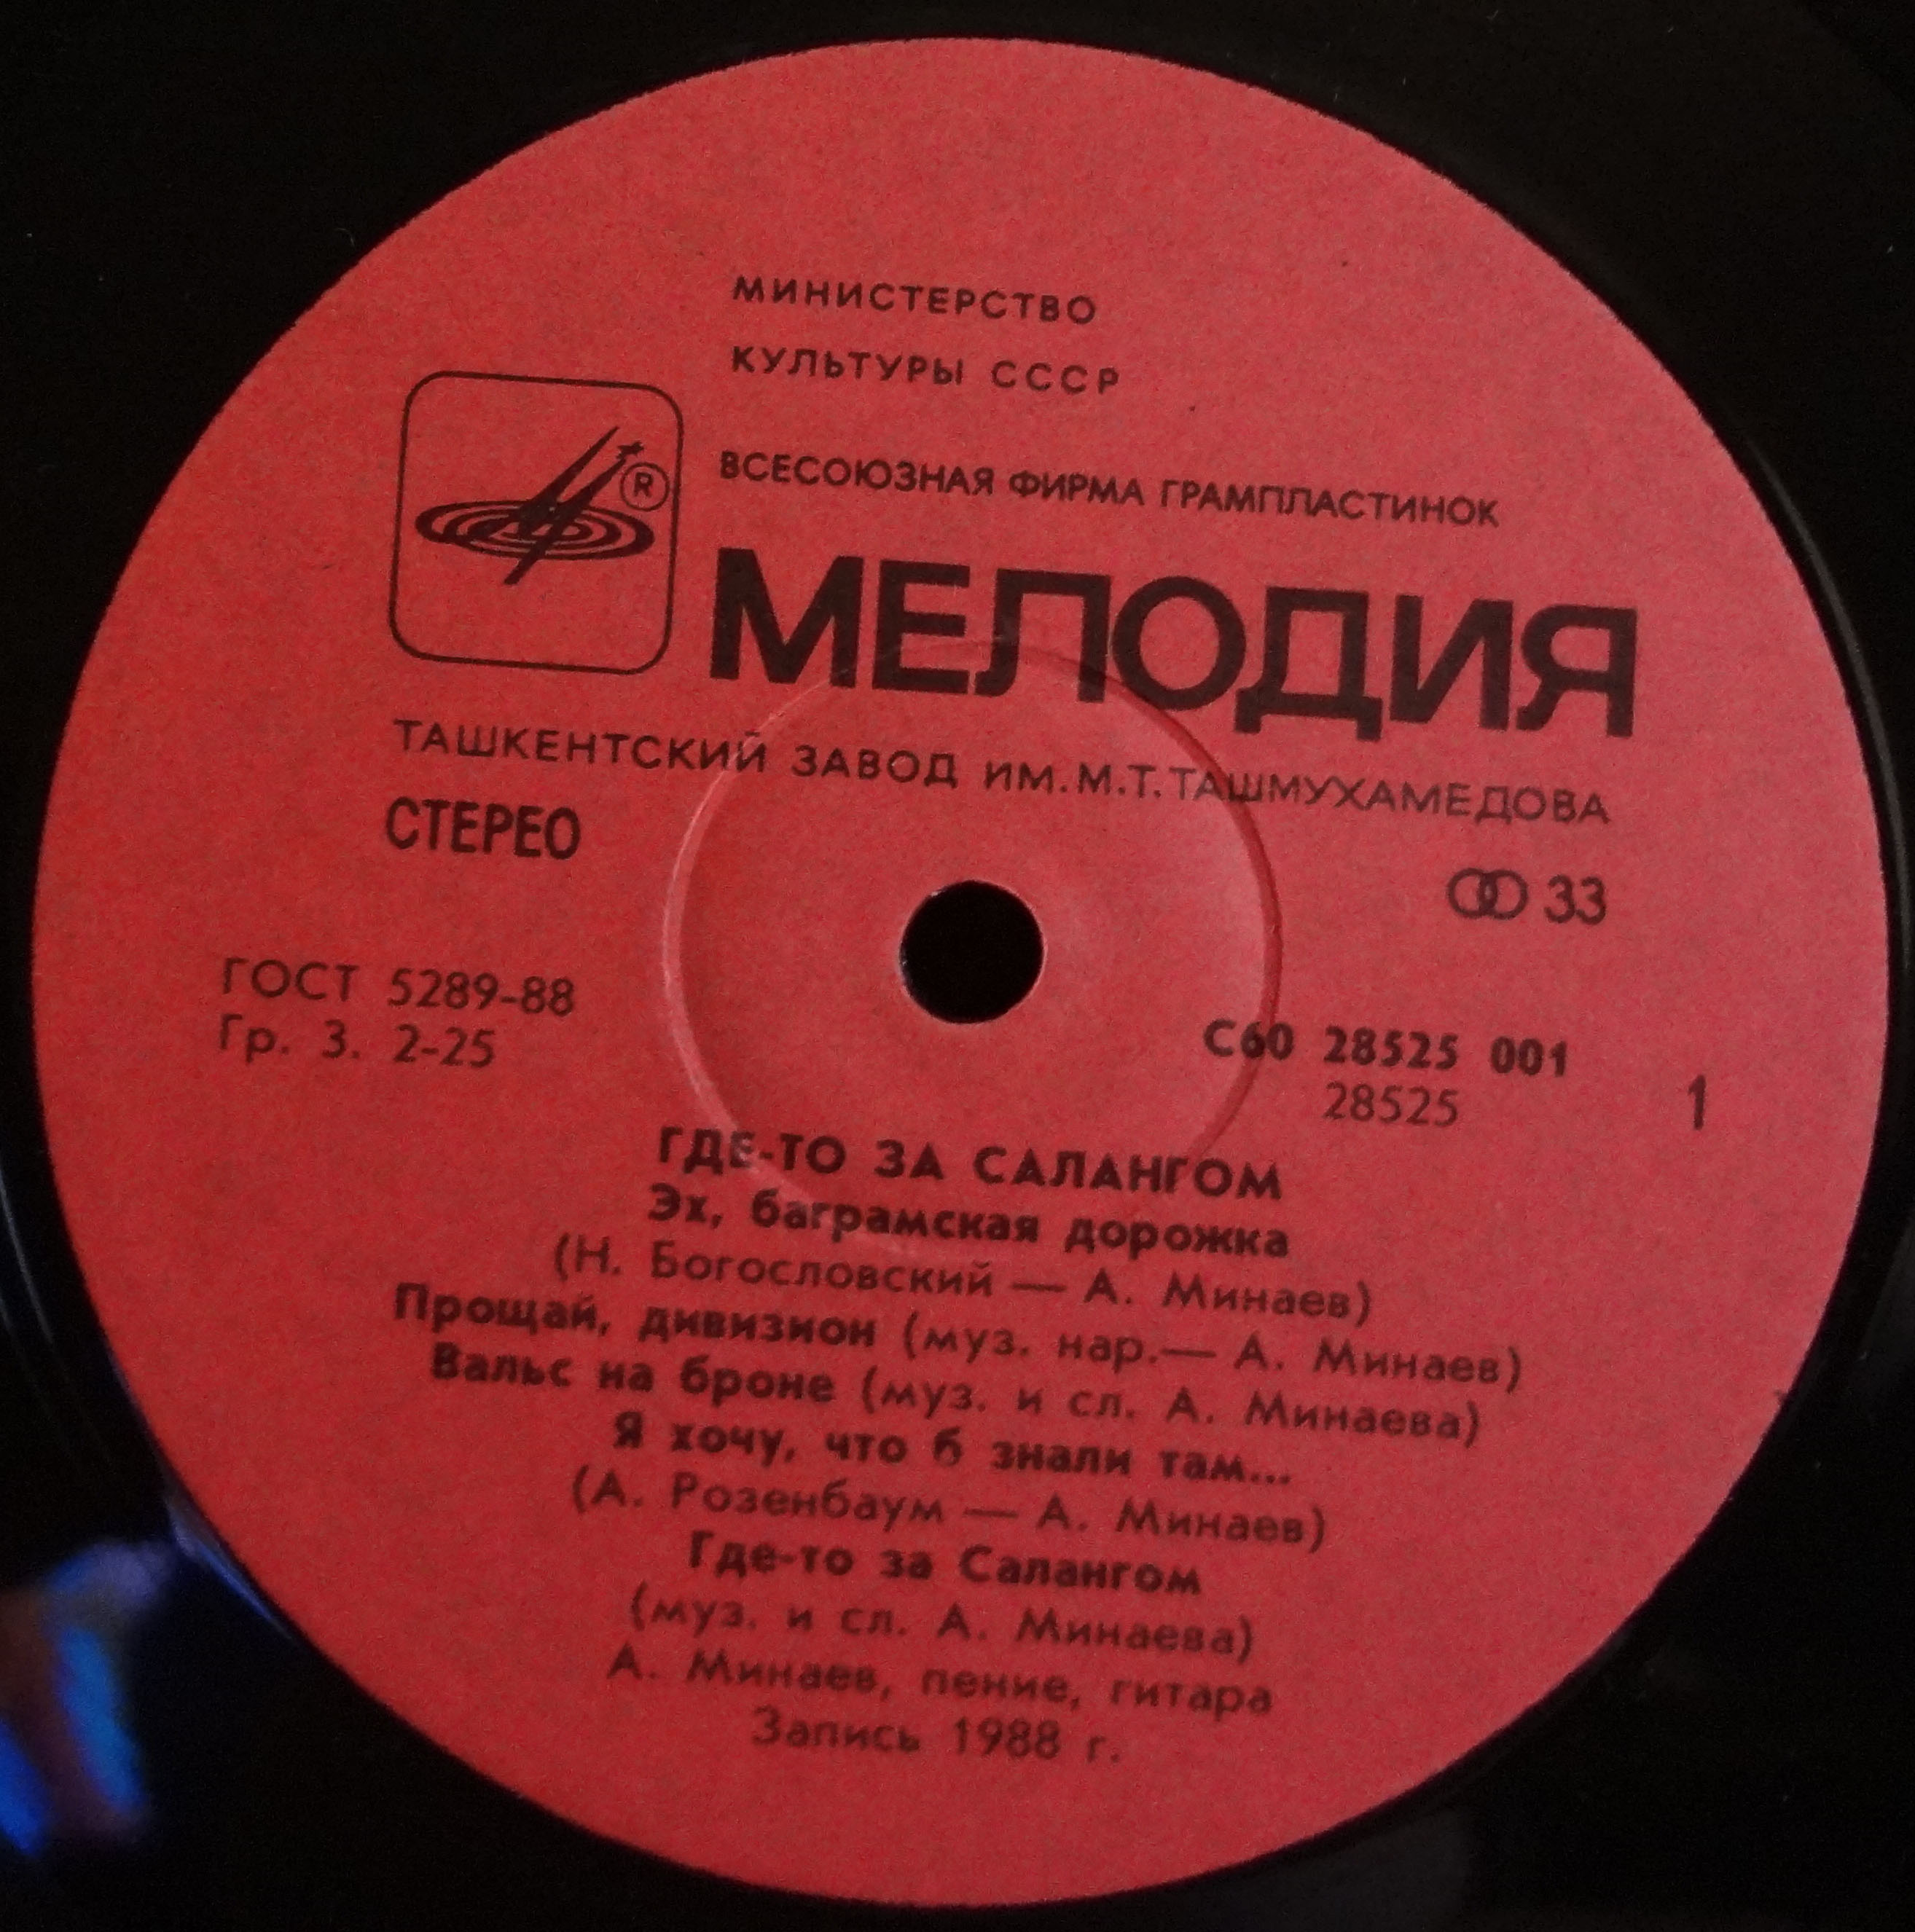 МИНИСТЕРСТВО
КУЛЬТУРЫ СССР
®
ВСЕСОЮЗНАЯ ФИРМА ГРАМПЛАСТИНОК
МЕЛОДИЯ
ТАШКЕНТСКИЙ ЗАВОД ИМ.М.Т.ТАШМУХАМЕДОВА
СТЕРЕО
33
ГОСТ 5289-88
Гр. 3. 2-25
С60 28525 001
28525
1
ГДЕ-ТО ЗА САЛАНГОМ
Эх, баграмская дорожка
(Н. Богословский — А. Минаев)
Прощай, дивизион (муз. нар.— А. Минаев)
Вальс на броне (муз. и сл. А. Минаева)
Я хочу, что б знали там...
(А. Розенбаум — А. Минаев)
Где-то за Салангом
(муз. и сл. А. Минаева)
А. Минаев, пение, гитара
Запись 1988 г.